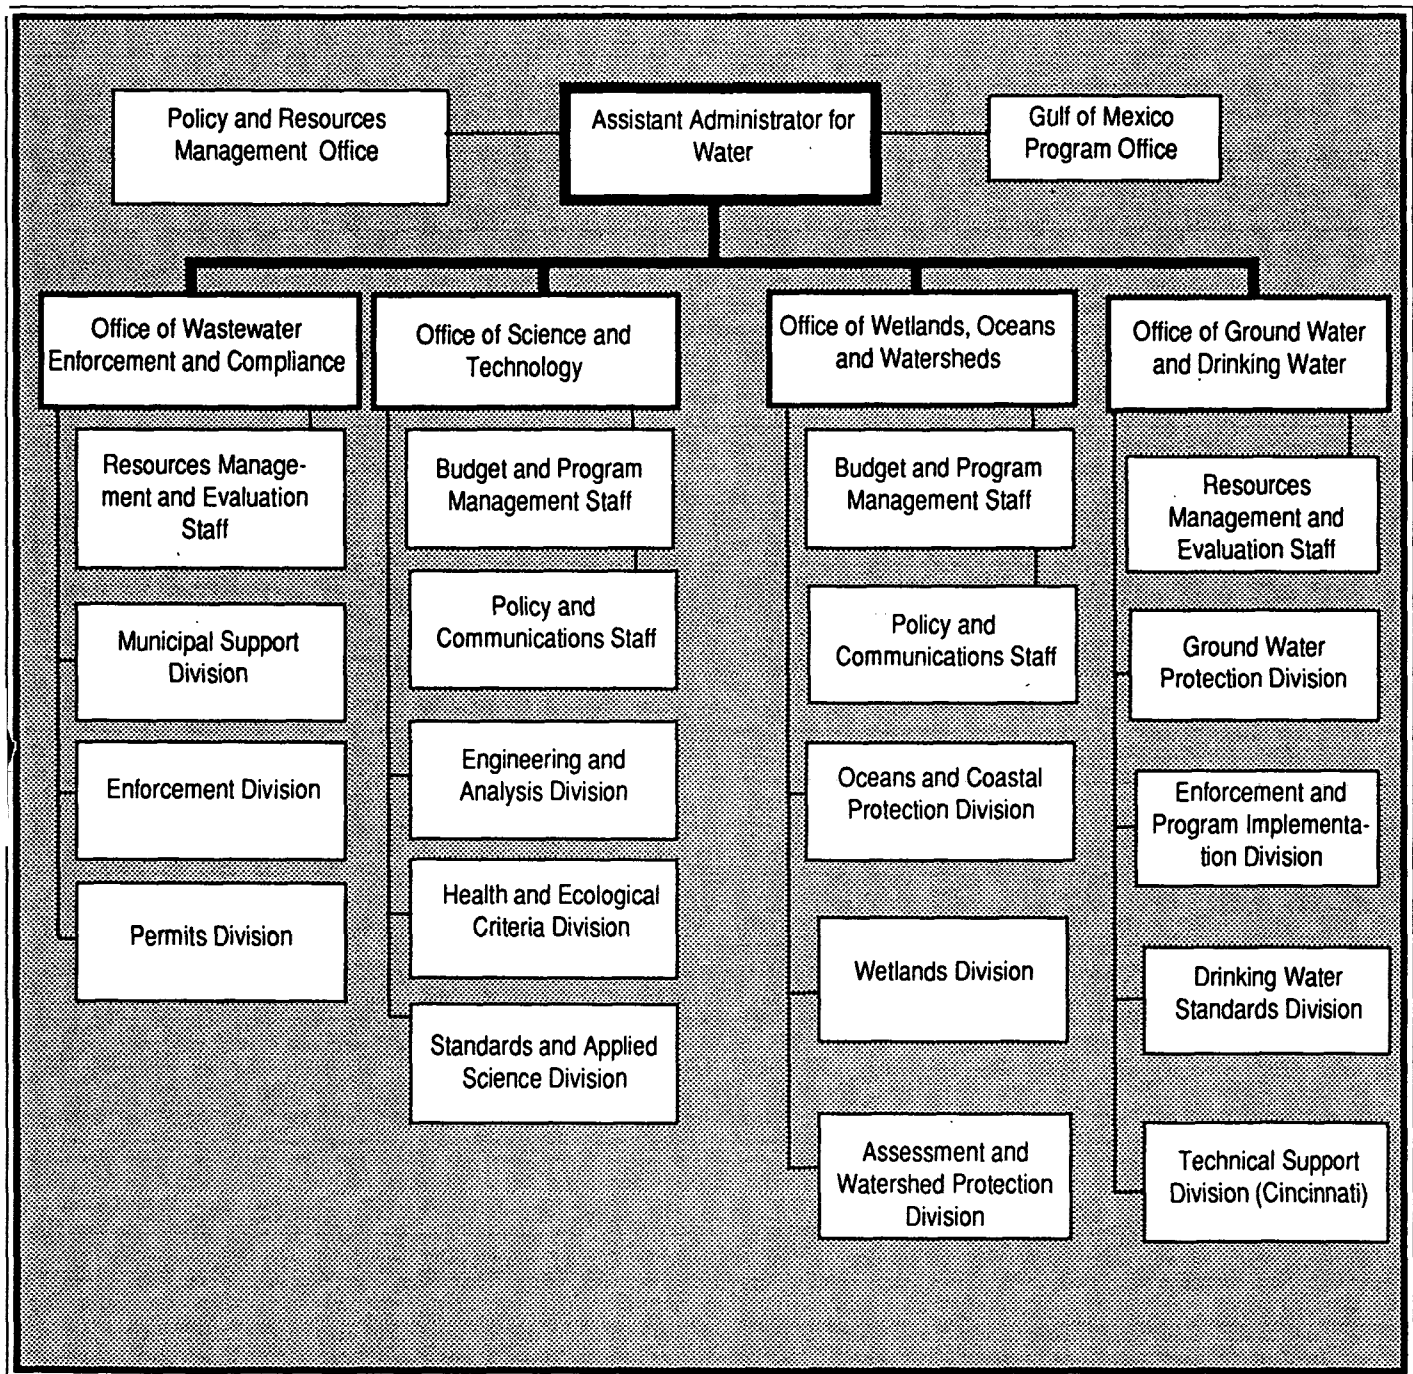 Policy and Resources
Management Office
Assistant Administrator for
Water
Gulf of Mexico
Program Office
Office of Wastewater
Enforcement and Compliance
Office of Science and
Technology
Office of Wetlands, Oceans
and Watersheds
Office of Ground Water
and Drinking Water
Resources Manage-
ment and Evaluation
Staff
Municipal Support
Division
Enforcement Division
Permits Division
Budget and Program
Management Staff
Policy and
Communications Staff
Engineering and
Analysis Division
Health and Ecological
Criteria Division
Standards and Applied
Science Division
Budget and Program
Management Staff
Policy and
Communications Staff
Oceans and Coastal
Protection Division
Wetlands Division
Assessment and
Watershed Protection
Division
Resources
Management and
Evaluation Staff
Ground Water
Protection Division
Enforcement and
Program Implementa-
tion Division
Drinking Water
Standards Division
Technical Support
Division (Cincinnati)